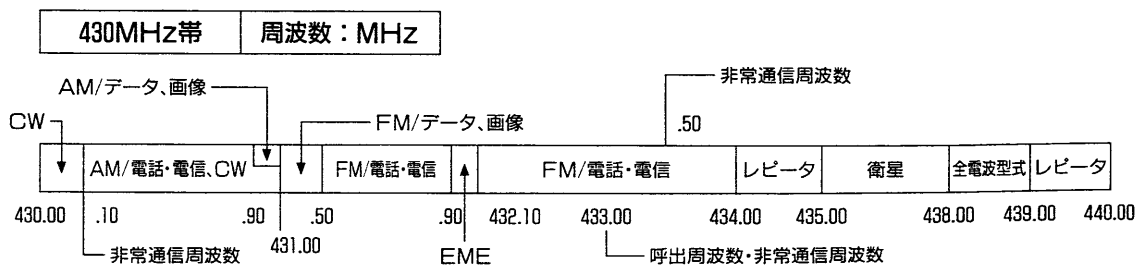 430MHz帯 周波数：MHz
非常通信周波数
AM/データ、画像
CW FM/データ、画像 .50
AM/電話・電信、CW FM/電話・電信 FM/電話・電信 レピータ 衛星 全電波型式 レピータ
430.00 .10 .90 .50 .90 432.10 433.00 434.00 435.00 438.00 439.00 440.00
431.00
非常通信周波数 EME 呼出周波数・非常通信周波数